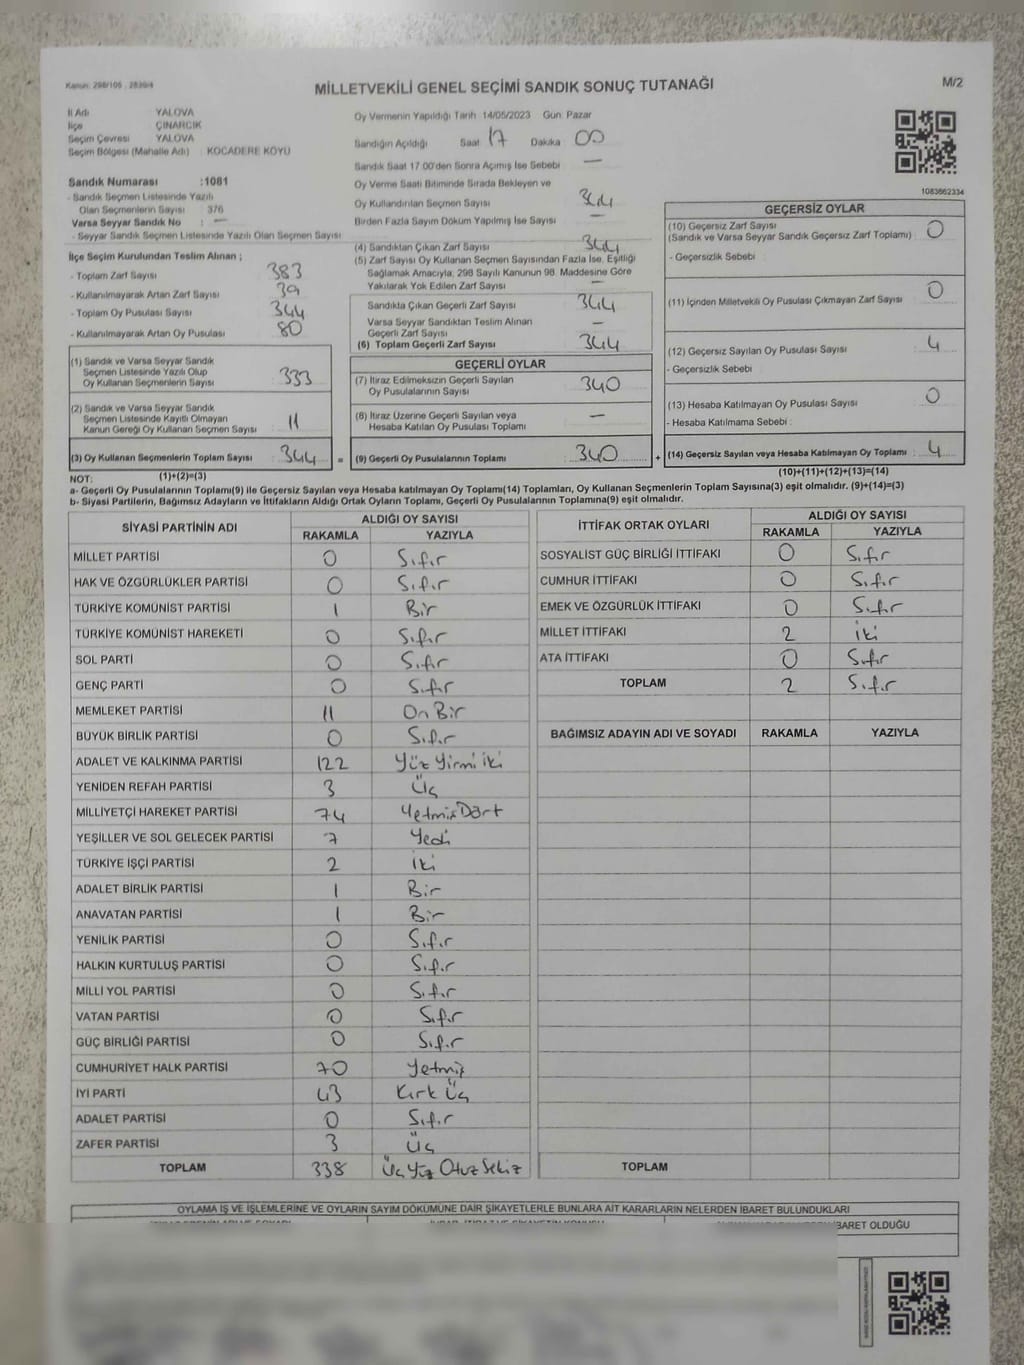 Kanun: 298/105 , 2839/4
MİLLETVEKİLİ GENEL SEÇİMİ SANDIK SONUÇ TUTANAĞI
M/2
İl Adı YALOVA
İlçe ÇINARCIK
Seçim Çevresi YALOVA
Seçim Bölgesi (Mahalle Adı) : KOCADERE KÖYÜ
Sandık Numarası :1081
- Sandık Seçmen Listesinde Yazılı
Olan Seçmenlerin Sayısı : 376
Varsa Seyyar Sandık No : —
- Seyyar Sandık Seçmen Listesinde Yazılı Olan Seçmen Sayısı
İlçe Seçim Kurulundan Teslim Alınan ;
- Toplam Zarf Sayısı 383
- Kullanılmayarak Artan Zarf Sayısı 39
- Toplam Oy Pusulası Sayısı 344
- Kullanılmayarak Artan Oy Pusulası 80
(1) Sandık ve Varsa Seyyar Sandık
Seçmen Listesinde Yazılı Olup
Oy Kullanan Seçmenlerin Sayısı 333
(2) Sandık ve Varsa Seyyar Sandık
Seçmen Listesinde Kayıtlı Olmayan
Kanun Gereği Oy Kullanan Seçmen Sayısı 11
(3) Oy Kullanan Seçmenlerin Toplam Sayısı 344 =
(1)+(2)=(3)
Oy Vermenin Yapıldığı Tarih 14/05/2023 Gün: Pazar
Sandığın Açıldığı Saat 17 Dakika 00
Sandık Saat 17 00'den Sonra Açımış İse Sebebi —
Oy Verme Saati Bitiminde Sırada Bekleyen ve
Oy Kullandırılan Seçmen Sayısı 344
Birden Fazla Sayım Döküm Yapılmış İse Sayısı —
(4) Sandıktan Çıkan Zarf Sayısı 344
(5) Zarf Sayısı Oy Kullanan Seçmen Sayısından Fazla İse, Eşitliği
Sağlamak Amacıyla, 298 Sayılı Kanunun 98. Maddesine Göre
Yakılarak Yok Edilen Zarf Sayısı —
Sandıkta Çıkan Geçerli Zarf Sayısı 344
Varsa Seyyar Sandıktan Teslim Alınan
Geçerli Zarf Sayısı —
(6) Toplam Geçerli Zarf Sayısı 344
GEÇERLİ OYLAR
(7) İtiraz Edilmeksizin Geçerli Sayılan
Oy Pusulalarının Sayısı 340
(8) İtiraz Üzerine Geçerli Sayılan veya
Hesaba Katılan Oy Pusulası Toplamı —
(9) Geçerli Oy Pusulalarının Toplamı 340 +
1083662334
GEÇERSİZ OYLAR
(10) Geçersiz Zarf Sayısı
(Sandık ve Varsa Seyyar Sandık Geçersiz Zarf Toplamı) 0
- Geçersizlik Sebebi
(11) İçinden Milletvekili Oy Pusulası Çıkmayan Zarf Sayısı 0
(12) Geçersiz Sayılan Oy Pusulası Sayısı 4
- Geçersizlik Sebebi
(13) Hesaba Katılmayan Oy Pusulası Sayısı 0
- Hesaba Katılmama Sebebi
(14) Geçersiz Sayılan veya Hesaba Katılmayan Oy Toplamı 4
(10)+(11)+(12)+(13)=(14)
NOT:
a- Geçerli Oy Pusulalarının Toplamı(9) ile Geçersiz Sayılan veya Hesaba katılmayan Oy Toplamı(14) Toplamları, Oy Kullanan Seçmenlerin Toplam Sayısına(3) eşit olmalıdır. (9)+(14)=(3)
b- Siyasi Partilerin, Bağımsız Adayların ve İttifakların Aldığı Ortak Oyların Toplamı, Geçerli Oy Pusulalarının Toplamına(9) eşit olmalıdır.
SİYASİ PARTİNİN ADI ALDIĞI OY SAYISI
RAKAMLA YAZIYLA
MİLLET PARTİSİ 0 Sıfır
HAK VE ÖZGÜRLÜKLER PARTİSİ 0 Sıfır
TÜRKİYE KOMÜNİST PARTİSİ 1 Bir
TÜRKİYE KOMÜNİST HAREKETİ 0 Sıfır
SOL PARTİ 0 Sıfır
GENÇ PARTİ 0 Sıfır
MEMLEKET PARTİSİ 11 On Bir
BÜYÜK BİRLİK PARTİSİ 0 Sıfır
ADALET VE KALKINMA PARTİSİ 122 Yüz Yirmi iki
YENİDEN REFAH PARTİSİ 3 Üç
MİLLİYETÇİ HAREKET PARTİSİ 74 Yetmiş Dört
YEŞİLLER VE SOL GELECEK PARTİSİ 7 Yedi
TÜRKİYE İŞÇİ PARTİSİ 2 İki
ADALET BİRLİK PARTİSİ 1 Bir
ANAVATAN PARTİSİ 1 Bir
YENİLİK PARTİSİ 0 Sıfır
HALKIN KURTULUŞ PARTİSİ 0 Sıfır
MİLLİ YOL PARTİSİ 0 Sıfır
VATAN PARTİSİ 0 Sıfır
GÜÇ BİRLİĞİ PARTİSİ 0 Sıfır
CUMHURİYET HALK PARTİSİ 70 Yetmiş
İYİ PARTİ 43 Kırk Üç
ADALET PARTİSİ 0 Sıfır
ZAFER PARTİSİ 3 Üç
TOPLAM 338 Üç Yüz Otuz Sekiz
İTTİFAK ORTAK OYLARI ALDIĞI OY SAYISI
RAKAMLA YAZIYLA
SOSYALİST GÜÇ BİRLİĞİ İTTİFAKI 0 Sıfır
CUMHUR İTTİFAKI 0 Sıfır
EMEK VE ÖZGÜRLÜK İTTİFAKI 0 Sıfır
MİLLET İTTİFAKI 2 İki
ATA İTTİFAKI 0 Sıfır
TOPLAM 2 Sıfır
BAĞIMSIZ ADAYIN ADI VE SOYADI RAKAMLA YAZIYLA
TOPLAM
OYLAMA İŞ VE İŞLEMLERİNE VE OYLARIN SAYIM DÖKÜMÜNE DAİR ŞİKAYETLERLE BUNLARA AİT KARARLARIN NELERDEN İBARET BULUNDUKLARI
İBARET OLDUĞU